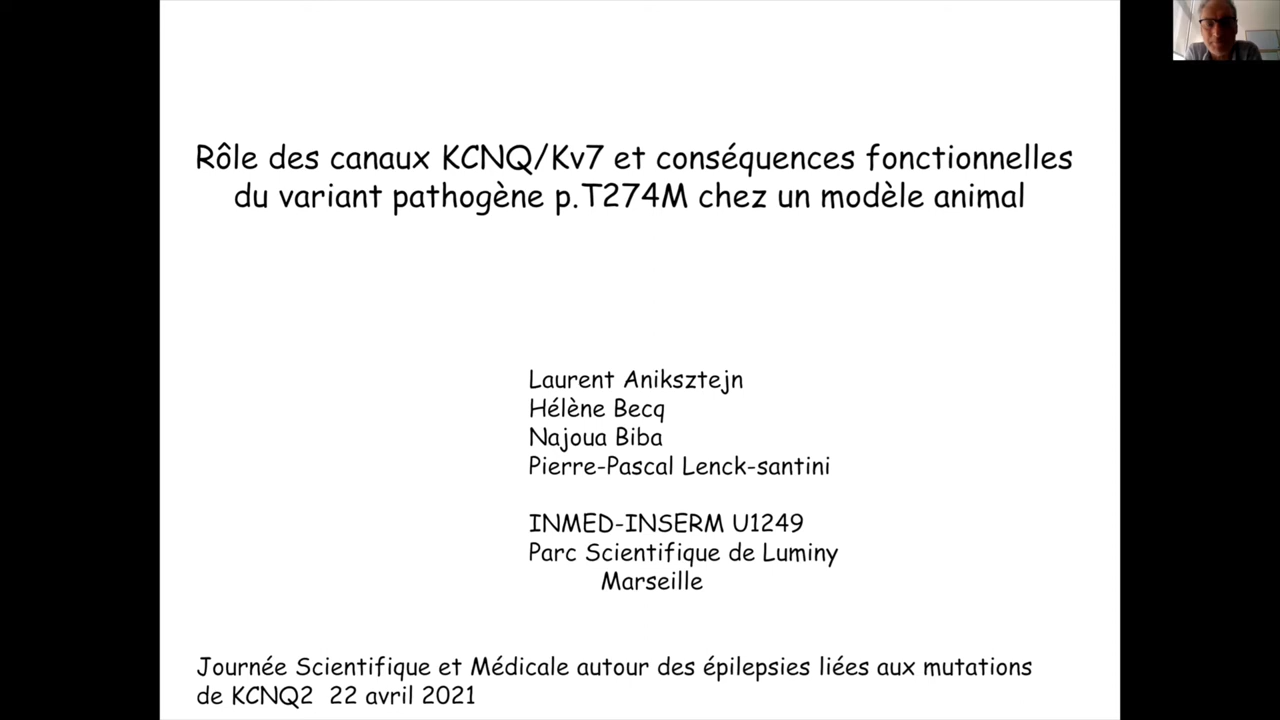 Rôle des canaux KCNQ/Kv7 et conséquences fonctionnelles
du variant pathogène p.T274M chez un modèle animal
Laurent Aniksztejn
Hélène Becq
Najoua Biba
Pierre-Pascal Lenck-santini
INMED-INSERM U1249
Parc Scientifique de Luminy
Marseille
Journée Scientifique et Médicale autour des épilepsies liées aux mutations
de KCNQ2 22 avril 2021